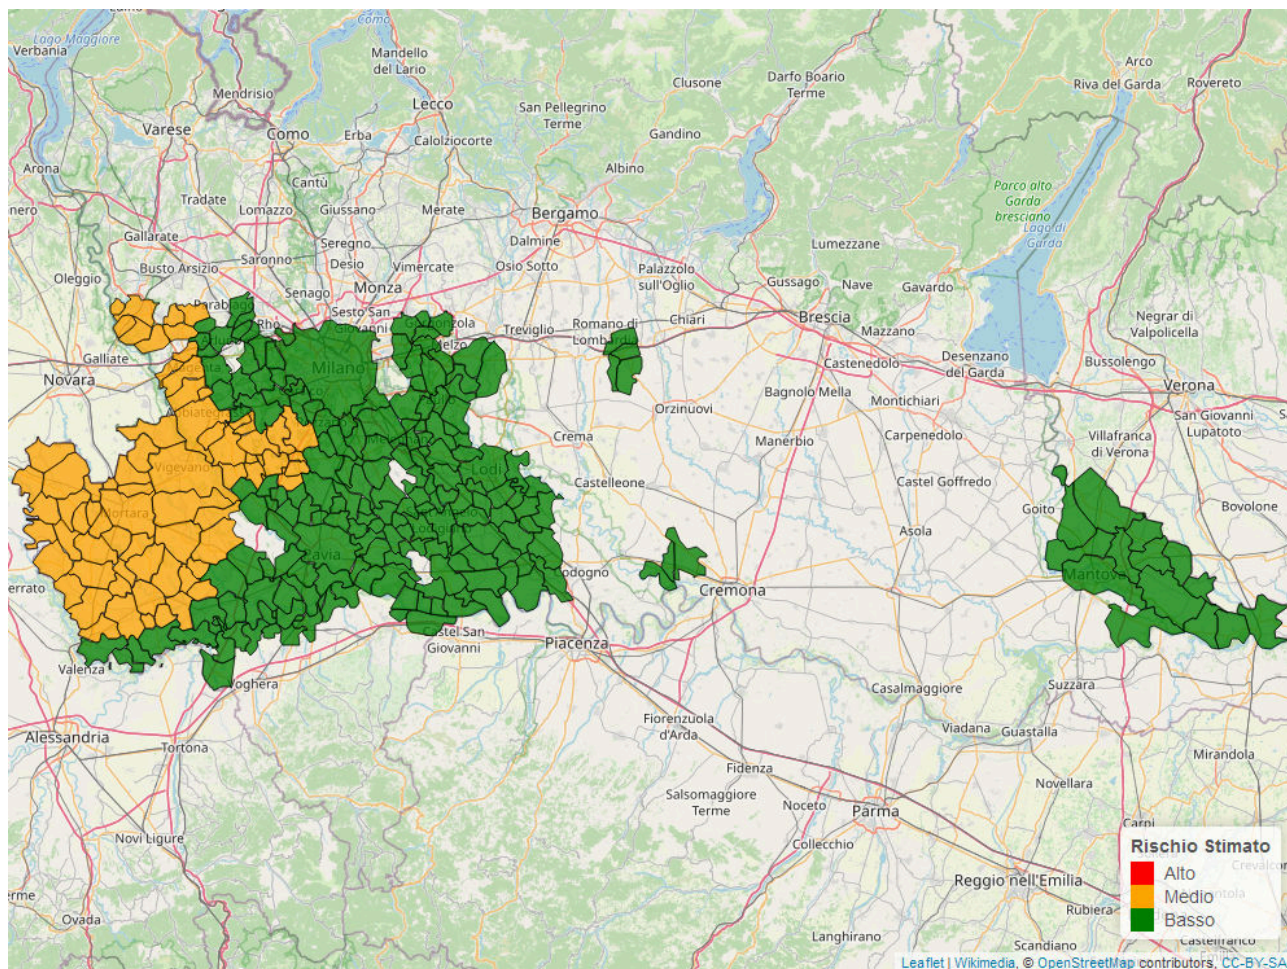 Lago Maggiore
Como
Verbania
Mandello
del Lario
Arco
Clusone
Darfo Boario
Terme
Riva del Garda
Rovereto
Mendrisio
Lecco
San Pellegrino
Terme
Varese
Como
Erba
Calolziocorte
Gandino
Arona
Albino
Cantù
Parco alto
Garda
bresciano
Tradate
Lomazzo
Giussano
Merate
Bergamo
Lago di
Garda
Gallarate
Seregno
Dalmine
Lumezzane
Saronno
Desio
Vimercate
Osio Sotto
Palazzolo
sull'Oglio
Oleggio
Busto Arsizio
Monza
Gussago
Nave
Gavardo
Senago
Parabiago
Sesto San
Giovanni
Rho
Gorgonzola
Treviglio
Romano di
Lombardia
Chiari
Brescia
Mazzano
Negrar di
Valpolicella
Galliate
Melzo
Castenedolo
Desenzano
del Garda
Bussolengo
Novara
Magenta
Milano
Bagnolo Mella
Verona
Montichiari
Abbiategrasso
Orzinuovi
San Giovanni
Lupatoto
Crema
Manerbio
Carpenedolo
Villafranca
di Verona
Vigevano
Lodi
Castelleone
Castel Goffredo
Mortara
Goito
Bovolone
Asola
Pavia
Codogno
Mantova
Cremona
Castel San
Giovanni
Piacenza
Valenza
Voghera
Casalmaggiore
Suzzara
Fiorenzuola
d'Arda
Viadana
Guastalla
Alessandria
Tortona
Mirandola
Fidenza
Novellara
Salsomaggiore
Terme
Noceto
Parma
Carpi
Novi Ligure
Collecchio
Rischio Stimato
Alto
Medio
Basso
Reggio nell'Emilia
Rubiera
Ovada
Langhirano
Scandiano
Castelfranco
Leaflet | Wikimedia, © OpenStreetMap contributors, CC-BY-SA